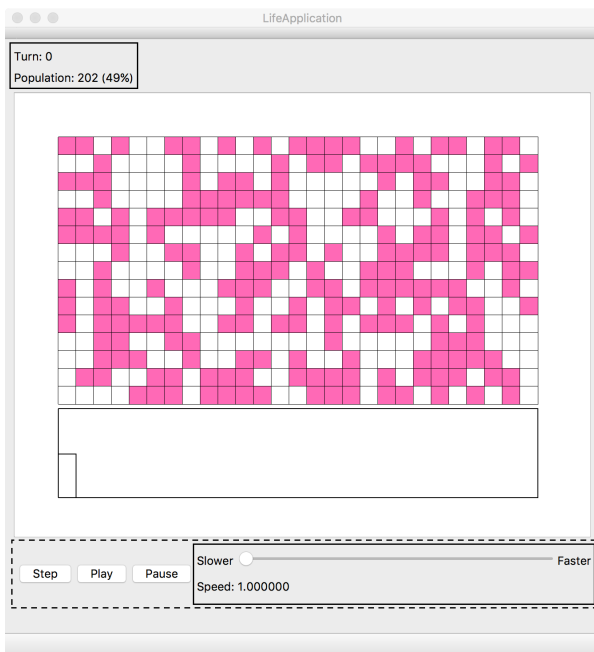 LifeApplication
Turn: 0
Population: 202 (49%)
Step Play Pause
Slower Faster
Speed: 1.000000